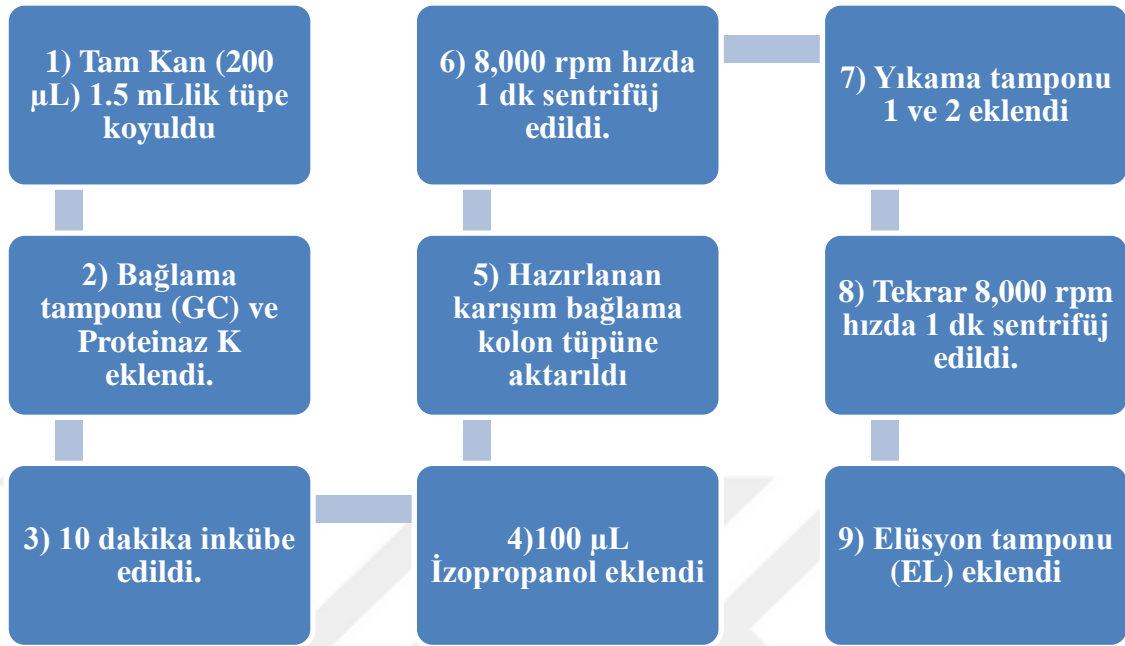 1) Tam Kan (200
µL) 1.5 mLlik tüpe
koyuldu
2) Bağlama
tamponu (GC) ve
Proteinaz K
eklendi.
3) 10 dakika inkübe
edildi.
4)100 µL
İzopropanol eklendi
5) Hazırlanan
karışım bağlama
kolon tüpüne
aktarıldı
6) 8,000 rpm hızda
1 dk sentrifüj
edildi.
7) Yıkama tamponu
1 ve 2 eklendi
8) Tekrar 8,000 rpm
hızda 1 dk sentrifüj
edildi.
9) Elüsyon tamponu
(EL) eklendi